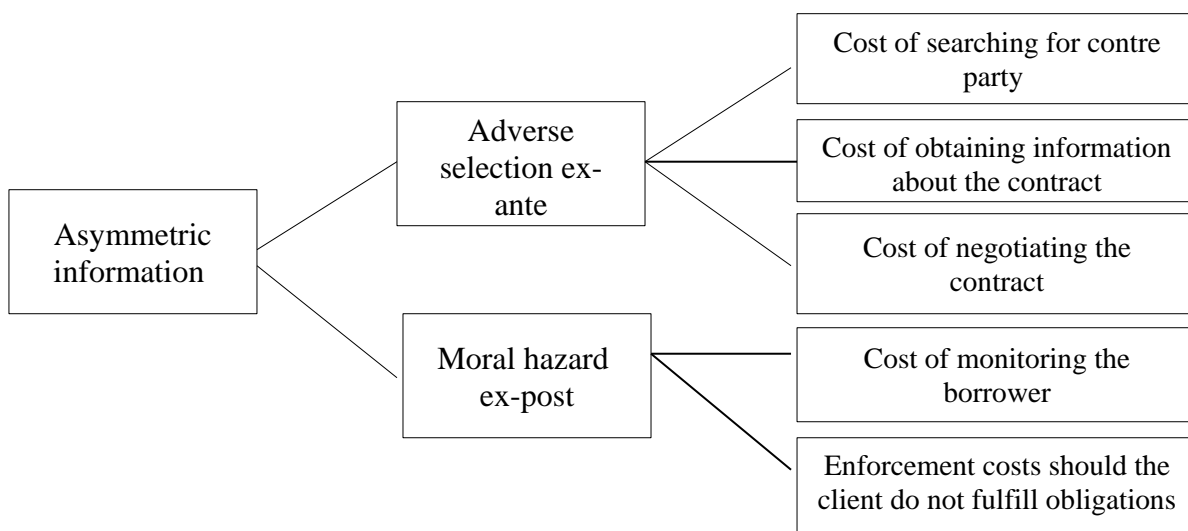 Asymmetric
information
Adverse
selection ex-
ante
Moral hazard
ex-post
Cost of searching for contre
party
Cost of obtaining information
about the contract
Cost of negotiating the
contract
Cost of monitoring the
borrower
Enforcement costs should the
client do not fulfill obligations